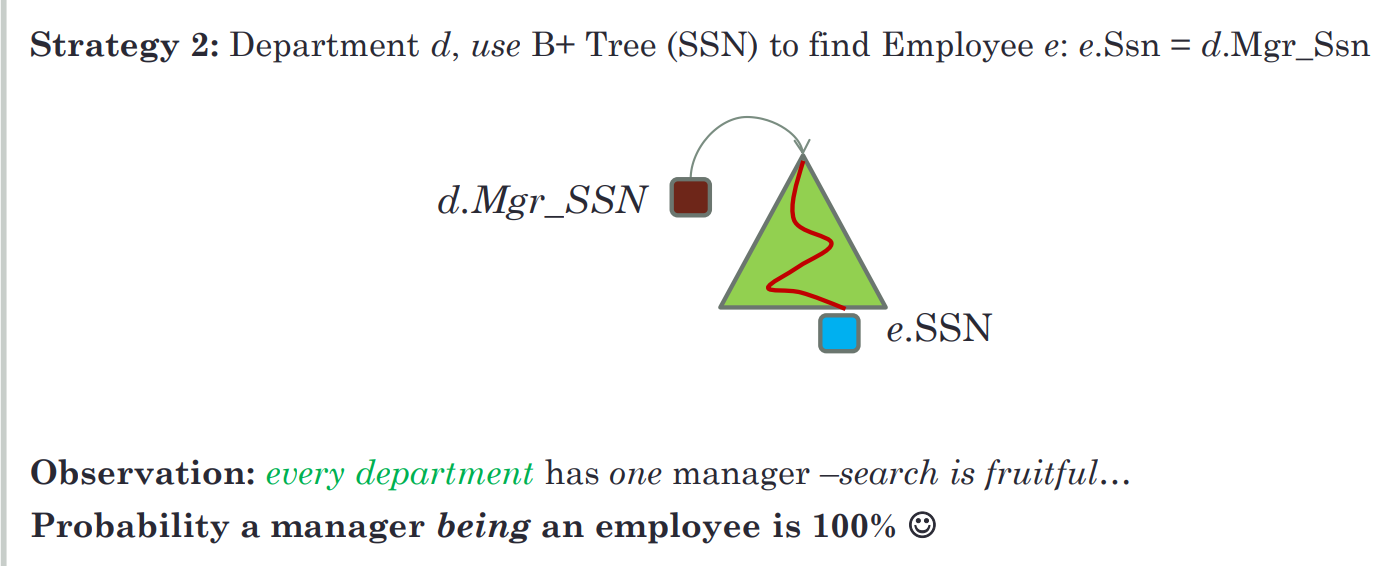 Strategy 2: Department d, use B+ Tree (SSN) to find Employee e: e.Ssn = d.Mgr_Ssn
d.Mgr_SSN
e.SSN
Observation: every department has one manager –search is fruitful…
Probability a manager being an employee is 100% ☺